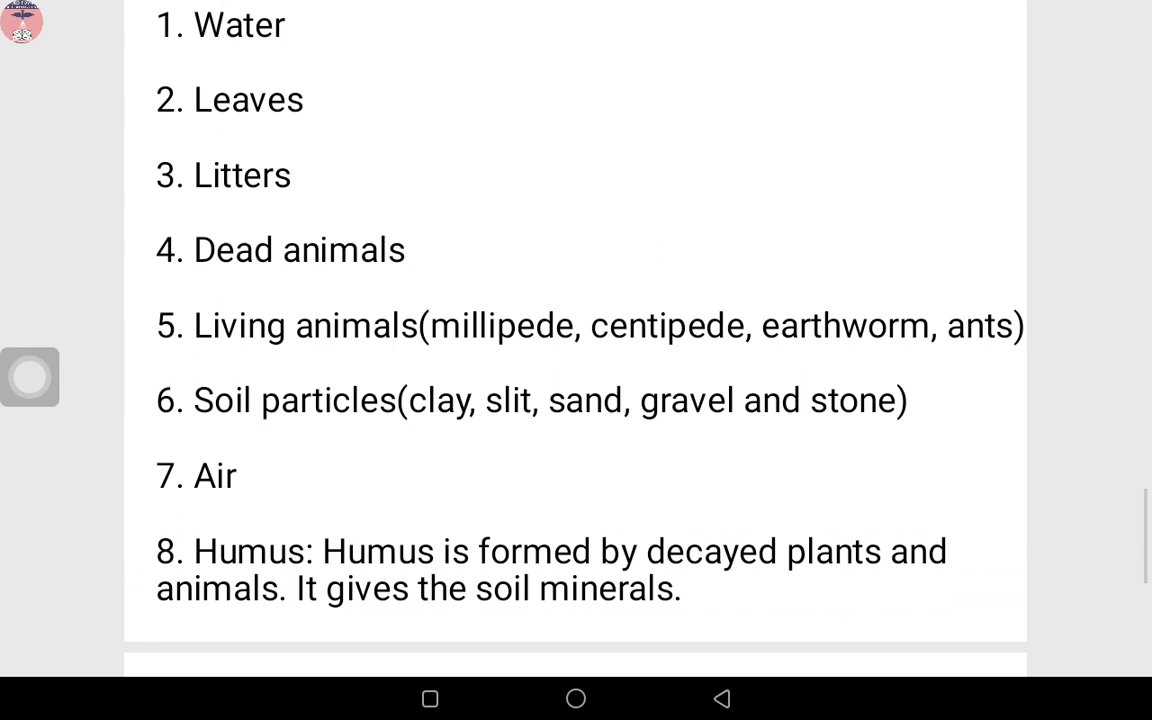 1. Water
2. Leaves
3. Litters
4. Dead animals
5. Living animals(millipede, centipede, earthworm, ants)
6. Soil particles(clay, slit, sand, gravel and stone)
7. Air
8. Humus: Humus is formed by decayed plants and
animals. It gives the soil minerals.